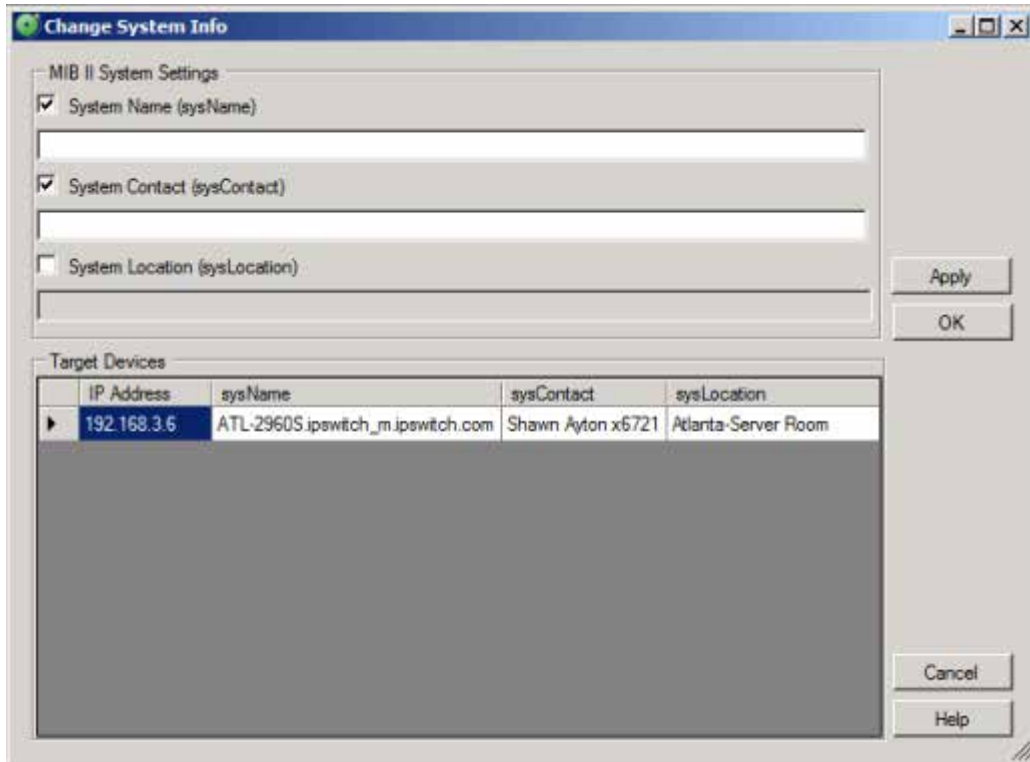 Change System Info
MIB II System Settings
System Name (sysName)
System Contact (sysContact)
System Location (sysLocation)
Apply
OK
Target Devices
IP Address sysName sysContact sysLocation
192.168.3.6 ATL-2960S.ipswitch_m.ipswitch.com Shawn Ayton x6721 Atlanta-Server Room
Cancel
Help